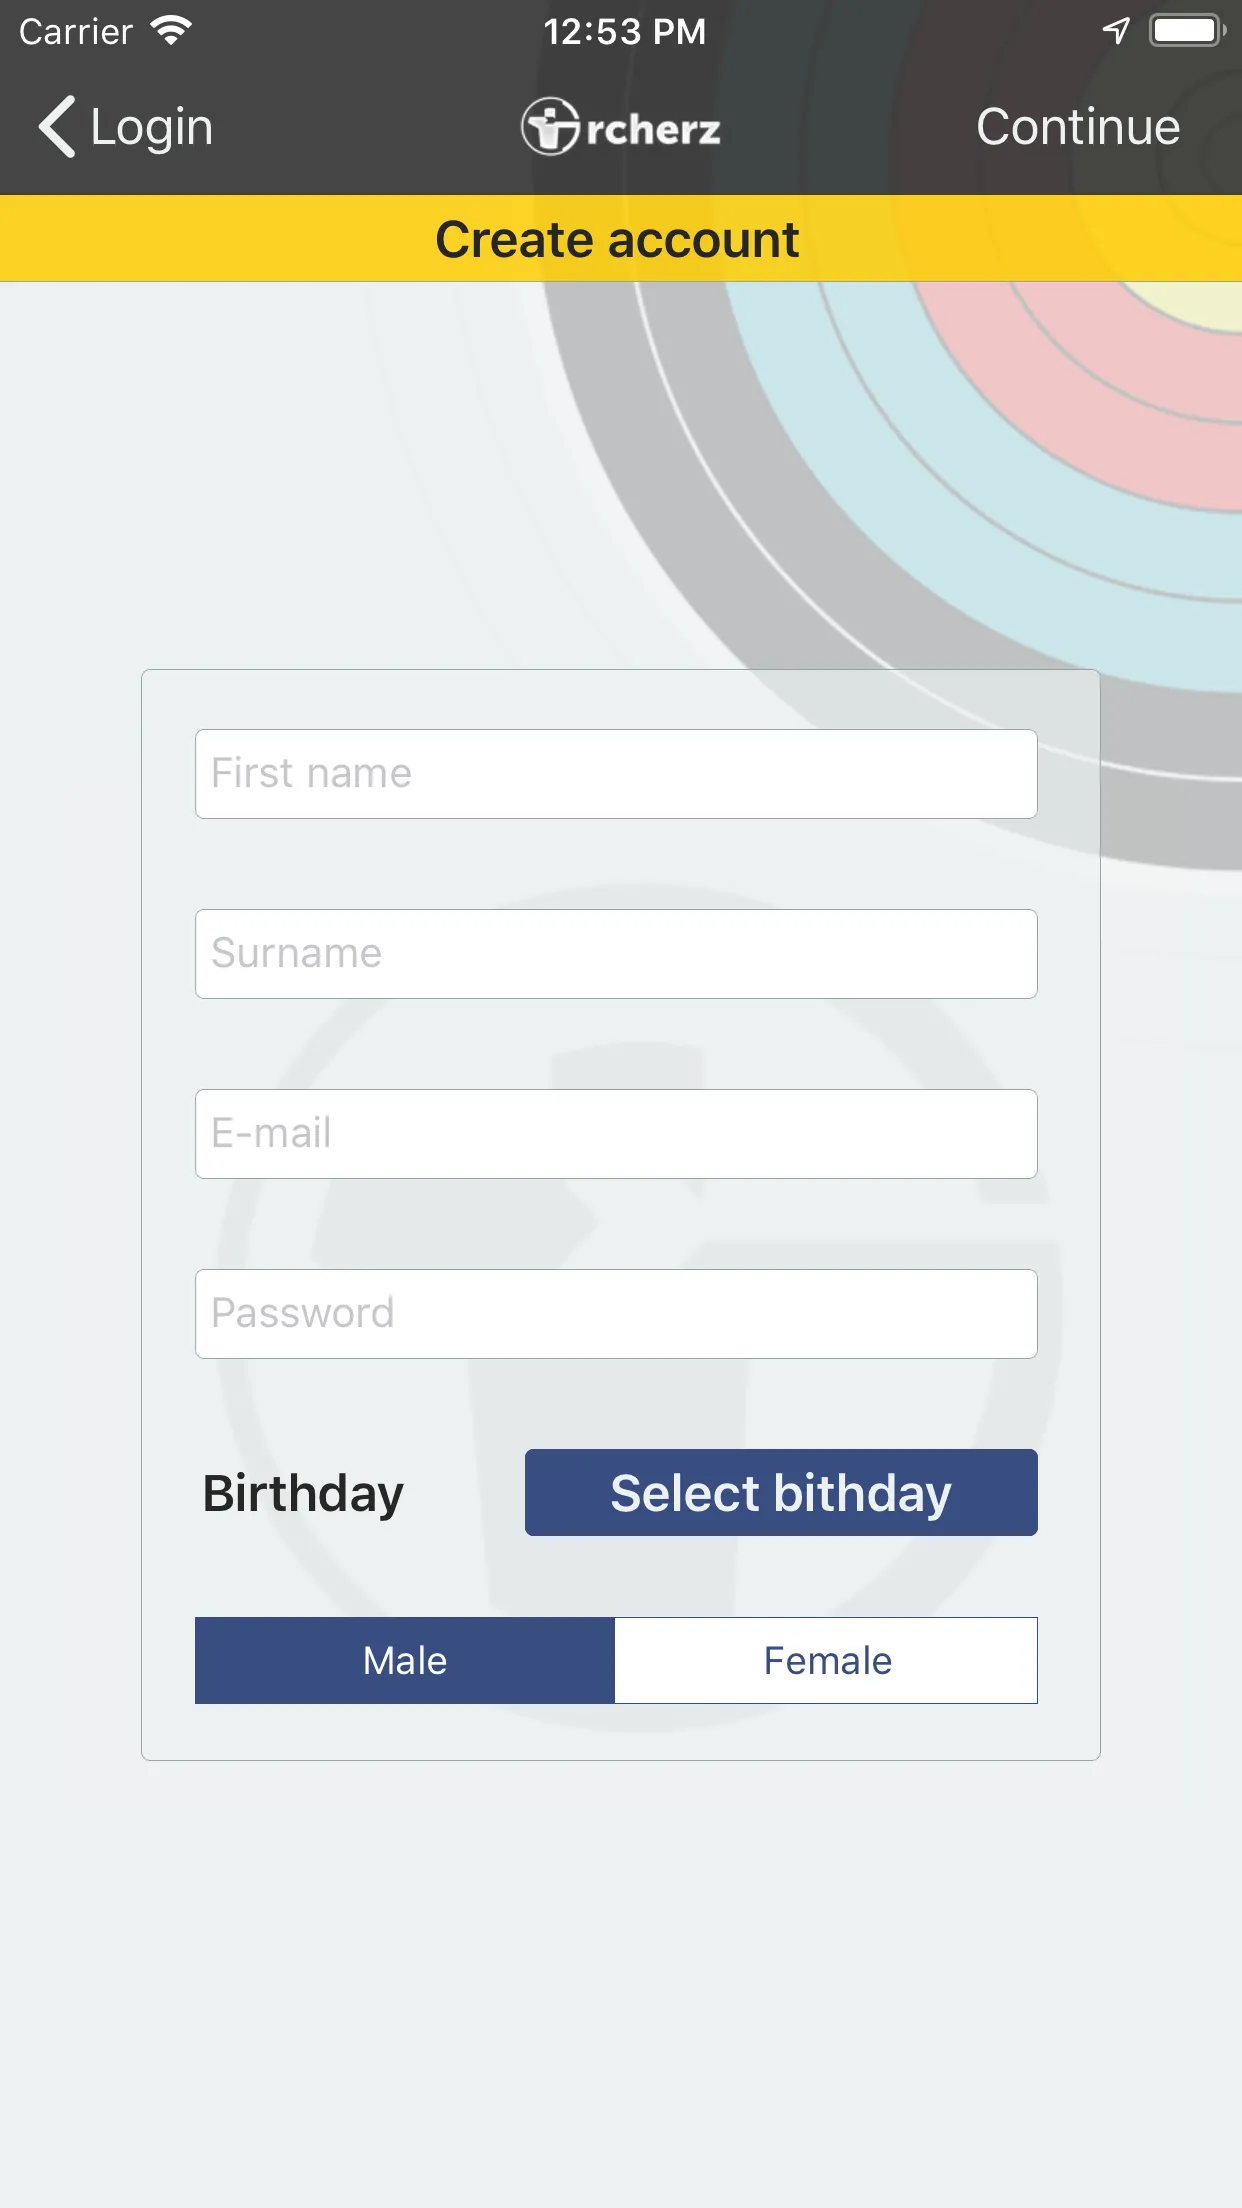 Carrier 12:53 PM
Login rcherz Continue
Create account
First name
Surname
E-mail
Password
Birthday Select bithday
Male Female